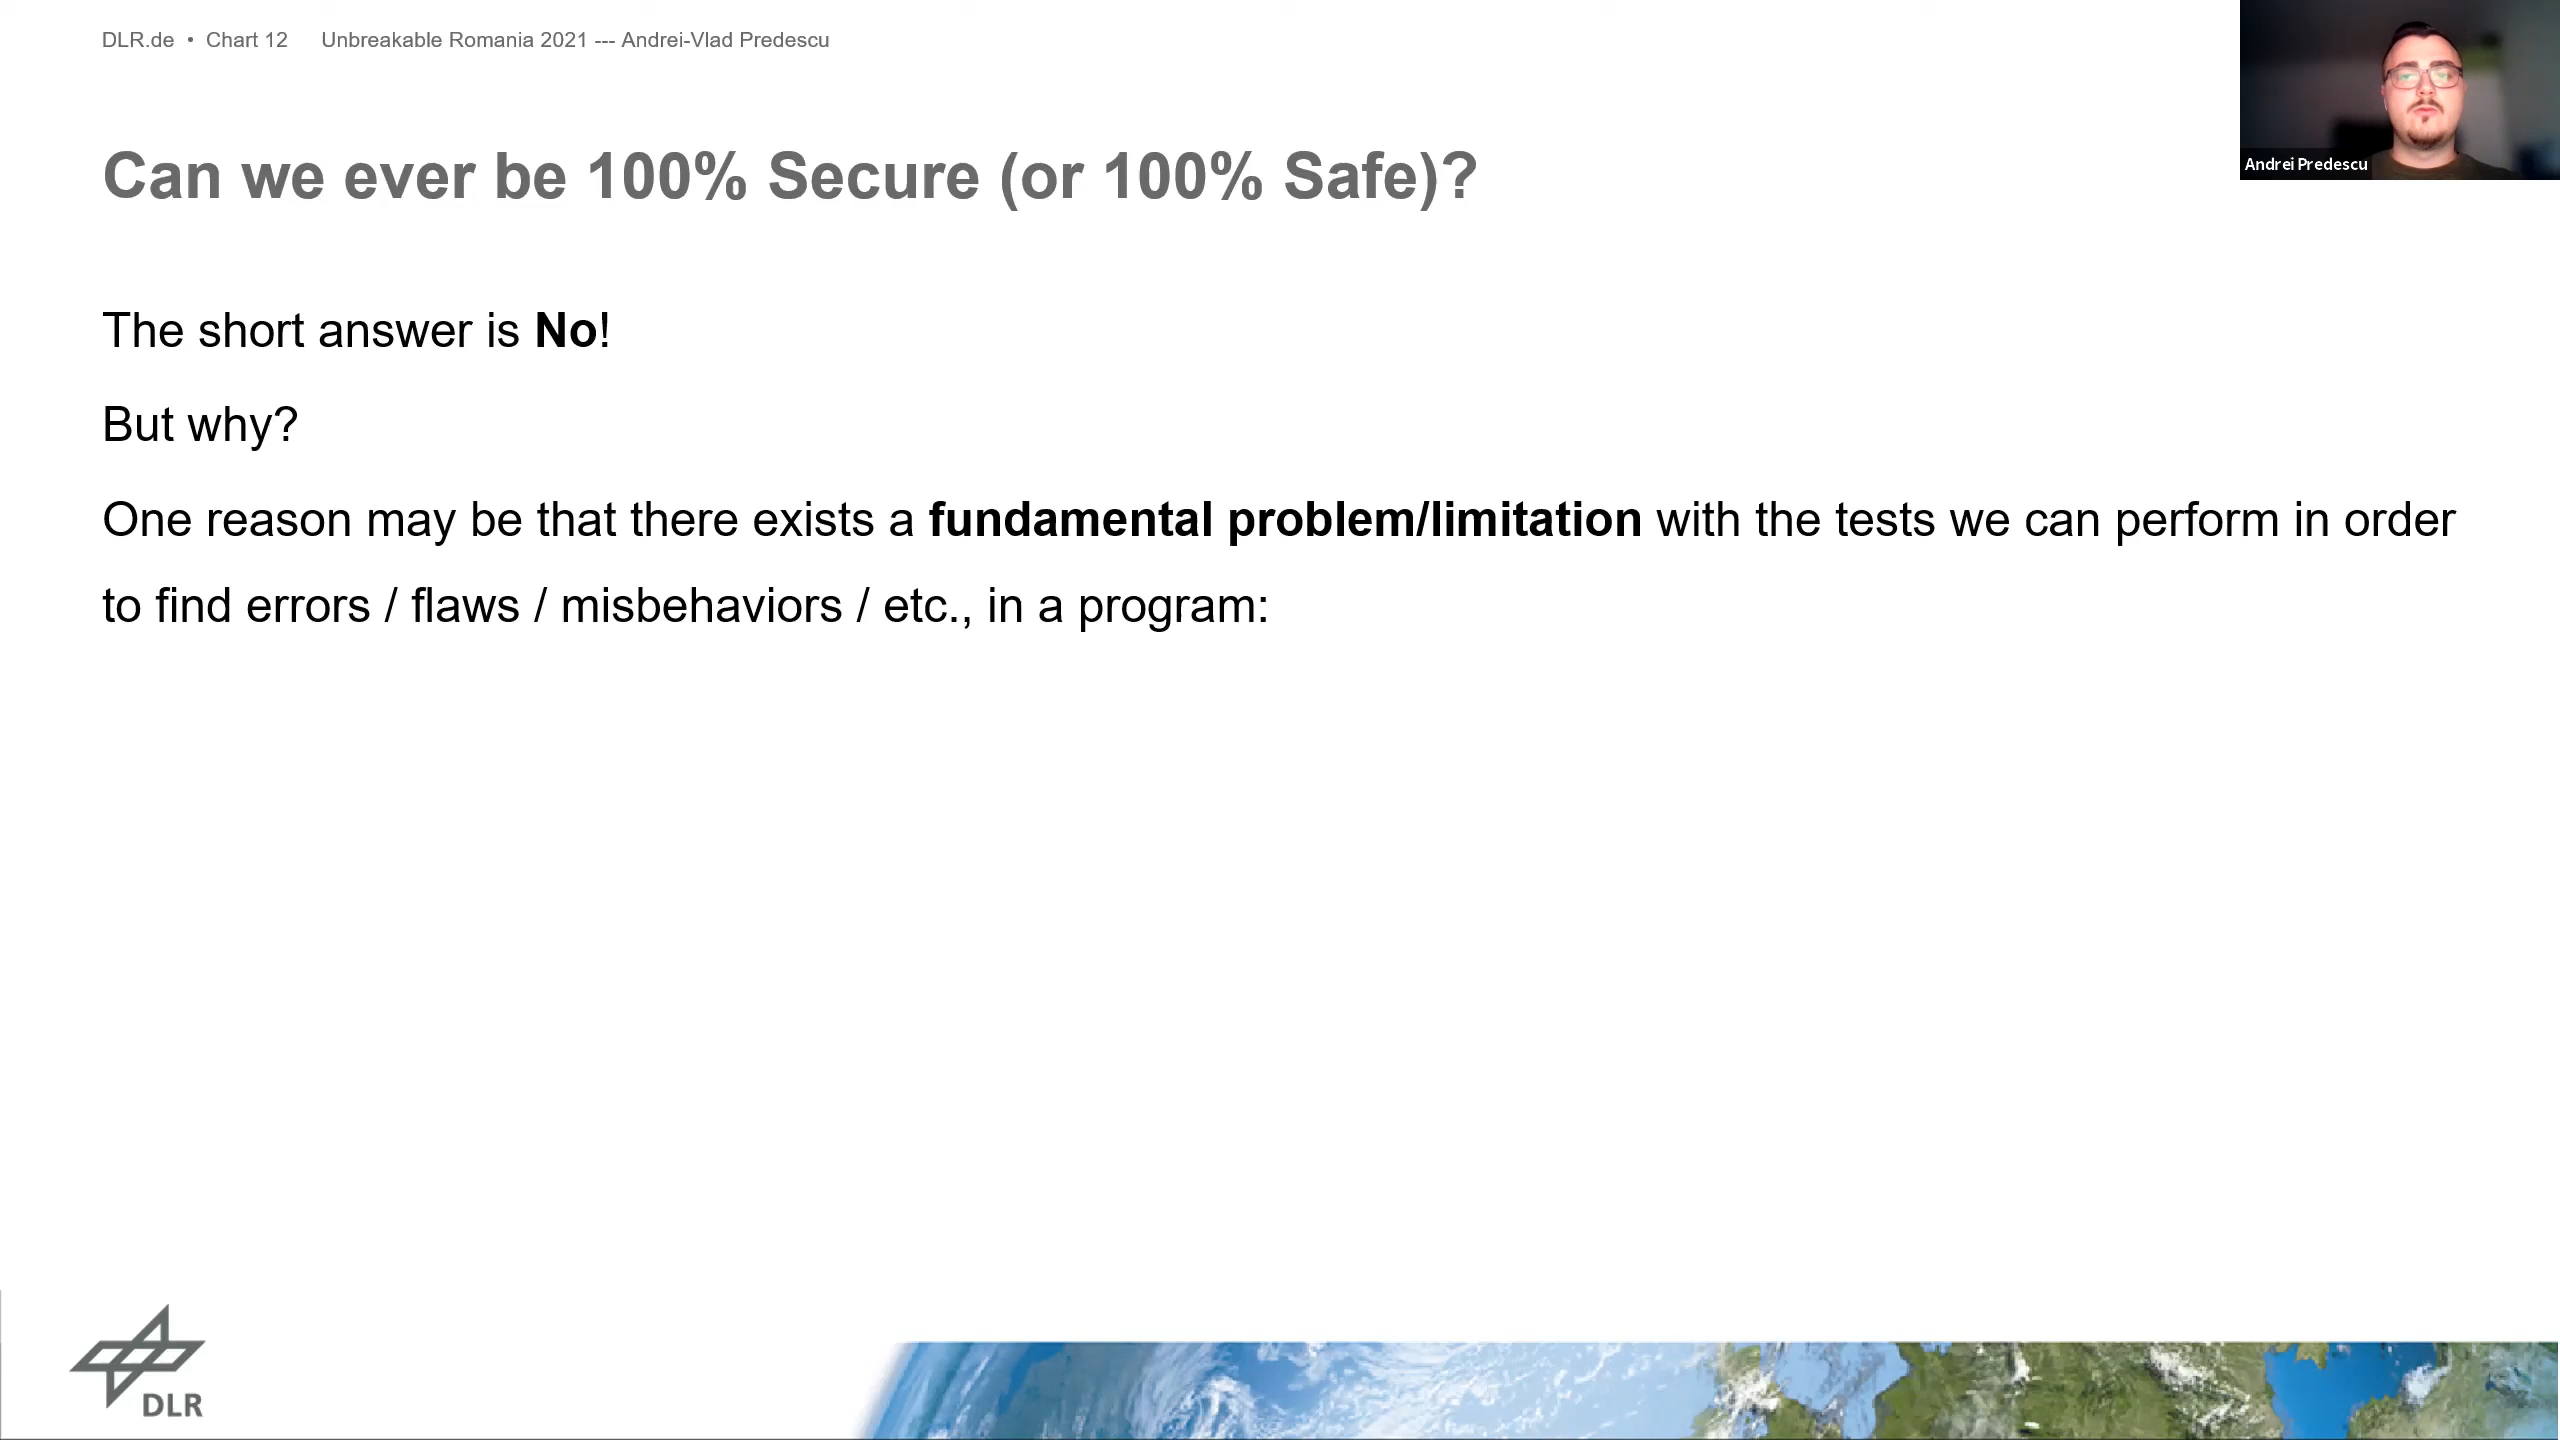 DLR.de • Chart 12 Unbreakable Romania 2021 --- Andrei-Vlad Predescu
Andrei Predescu
Can we ever be 100% Secure (or 100% Safe)?
The short answer is No!
But why?
One reason may be that there exists a fundamental problem/limitation with the tests we can perform in order
to find errors / flaws / misbehaviors / etc., in a program:
DLR